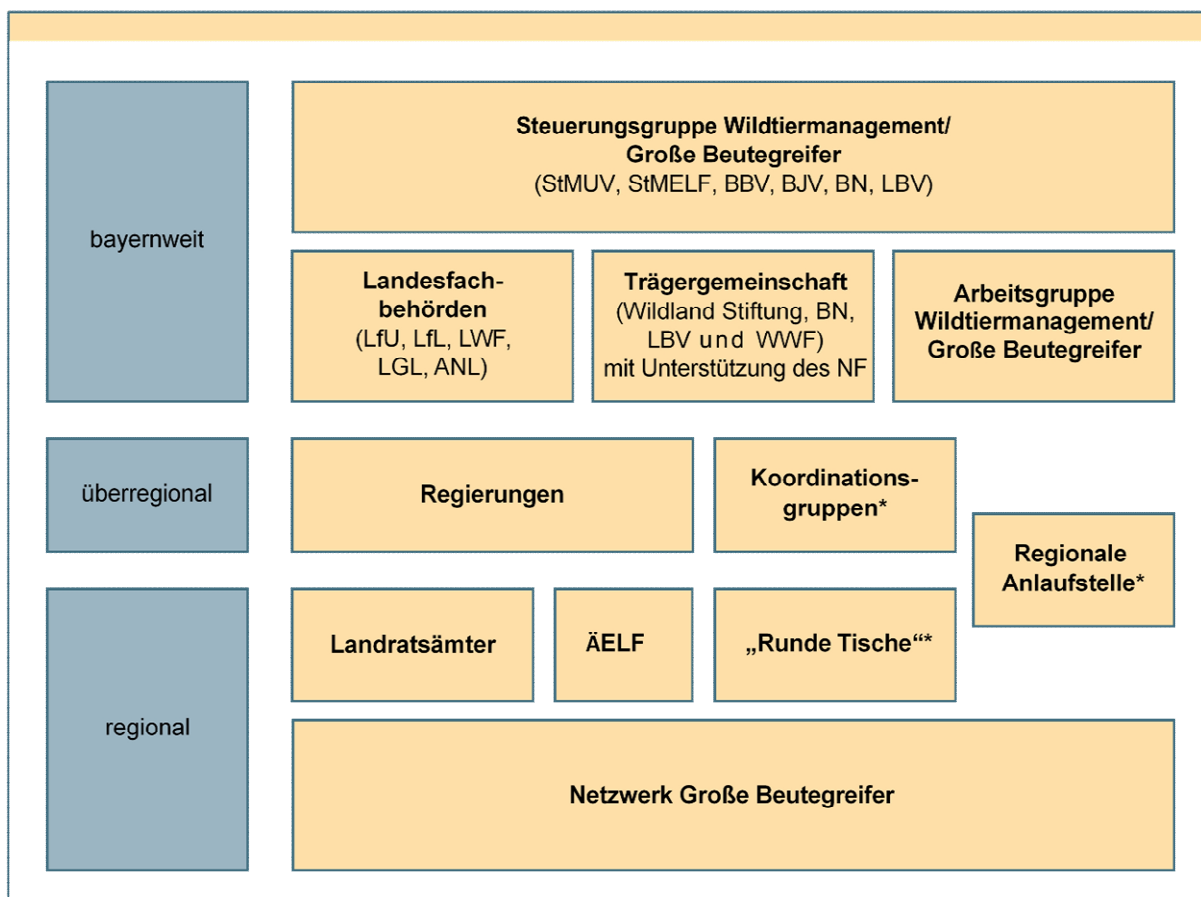 bayernweit
Steuerungsgruppe Wildtiermanagement/
Große Beutegreifer
(StMUV, StMELF, BBV, BJV, BN, LBV)
Landesfach-
behörden
(LfU, LfL, LWF,
LGL, ANL)
Trägergemeinschaft
(Wildland Stiftung, BN,
LBV und WWF)
mit Unterstützung des NF
Arbeitsgruppe
Wildtiermanagement/
Große Beutegreifer
überregional
Regierungen
Koordinations-
gruppen*
Regionale
Anlaufstelle*
regional
Landratsämter
ÄELF
„Runde Tische“*
Netzwerk Große Beutegreifer